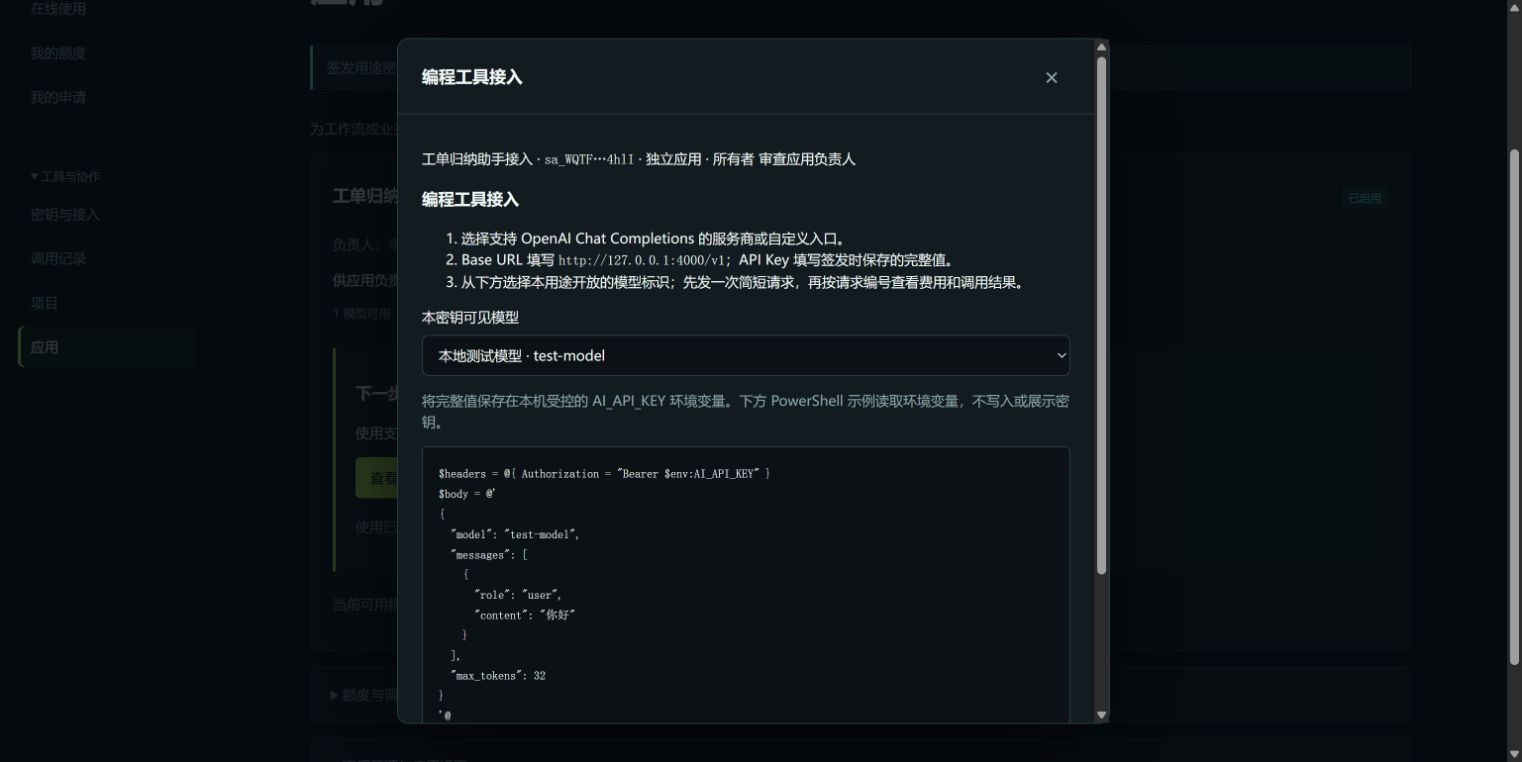 在线使用
我的额度
我的申请
▾ 工具与协作
密钥与接入
调用记录
项目
应用
应用
签发用途密
为工作流或业
工单归纳
已启用
供应用负责
1 模型可用
下一步
使用支
查看
使用已
当前可用模
▸ 额度与调
编程工具接入
×
工单归纳助手接入 · sa_WQTF…4hlI · 独立应用 · 所有者 审查应用负责人
编程工具接入
1. 选择支持 OpenAI Chat Completions 的服务商或自定义入口。
2. Base URL 填写 http://127.0.0.1:4000/v1；API Key 填写签发时保存的完整值。
3. 从下方选择本用途开放的模型标识；先发一次简短请求，再按请求编号查看费用和调用结果。
本密钥可见模型
本地测试模型 · test-model
将完整值保存在本机受控的 AI_API_KEY 环境变量。下方 PowerShell 示例读取环境变量，不写入或展示密
钥。
$headers = @{ Authorization = "Bearer $env:AI_API_KEY" }
$body = @'
{
  "model": "test-model",
  "messages": [
    {
      "role": "user",
      "content": "你好"
    }
  ],
  "max_tokens": 32
}
'@